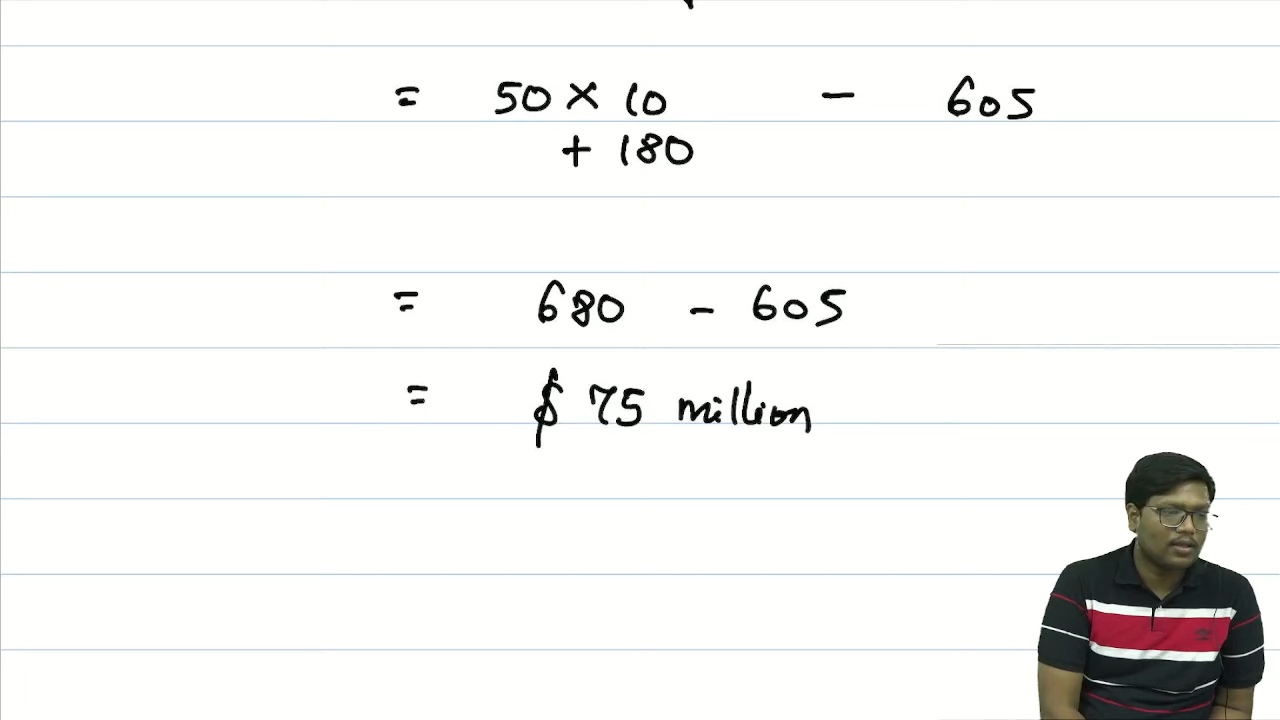 = 50 × 10 - 605
+ 180
= 680 - 605
= $ 75 million